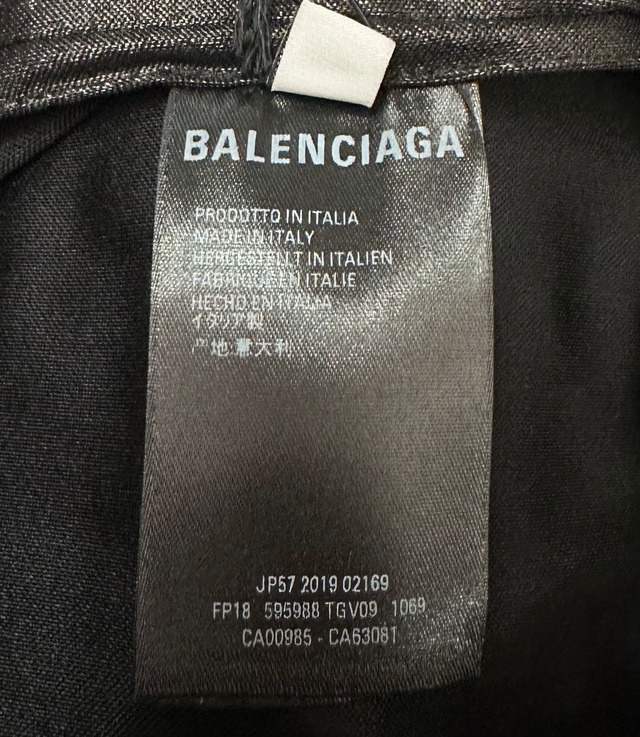 BALENCIAGA
PRODOTTO IN ITALIA
MADE IN ITALY
HERGESTELLT IN ITALIEN
FABRIQUE EN ITALIE
HECHO EN ITALIA
イタリア製
产地:意大利
JP57 2019 02169
FP18 595988 TGV09 1069
CA00985 - CA63081